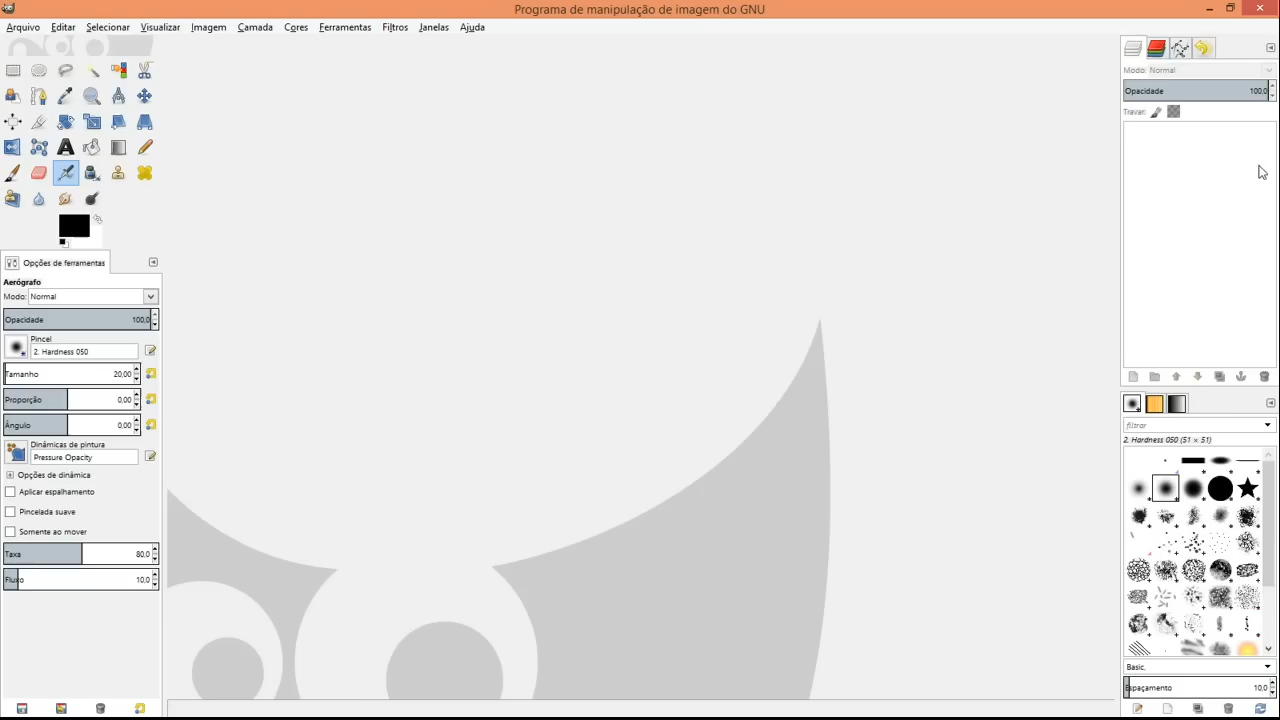 Programa de manipulação de imagem do GNU
Arquivo Editar Selecionar Visualizar Imagem Camada Cores Ferramentas Filtros Janelas Ajuda
Opções de ferramentas
Aerógrafo
Modo: Normal
Opacidade 100,0
Pincel
2. Hardness 050
Tamanho 20,00
Proporção 0,00
Ângulo 0,00
Dinâmicas de pintura
Pressure Opacity
Opções de dinâmica
Aplicar espalhamento
Pincelada suave
Somente ao mover
Taxa 80,0
Fluxo 10,0
Modo: Normal
Opacidade 100,0
Travar:
filtrar
2. Hardness 050 (51 × 51)
Basic,
Espaçamento 10,0